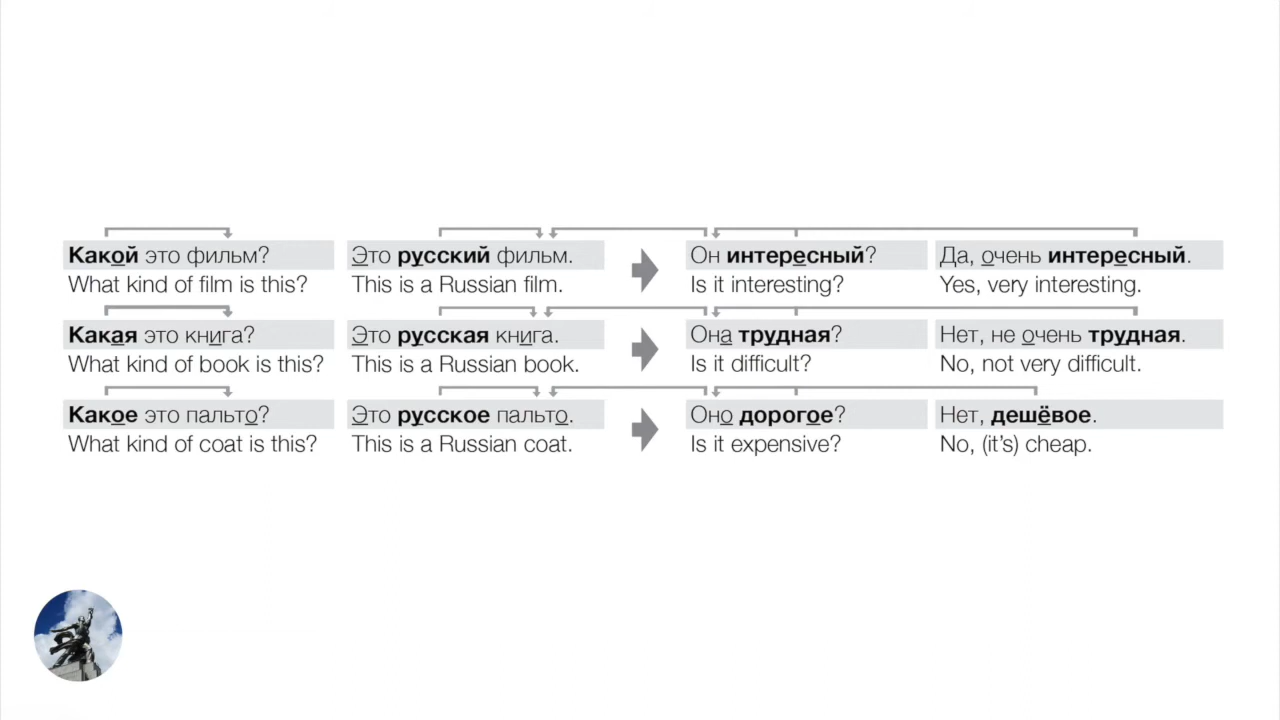 Какой это фильм? Это русский фильм. Он интересный? Да, очень интересный.
What kind of film is this? This is a Russian film. Is it interesting? Yes, very interesting.
Какая это книга? Это русская книга. Она трудная? Нет, не очень трудная.
What kind of book is this? This is a Russian book. Is it difficult? No, not very difficult.
Какое это пальто? Это русское пальто. Оно дорогое? Нет, дешёвое.
What kind of coat is this? This is a Russian coat. Is it expensive? No, (it's) cheap.